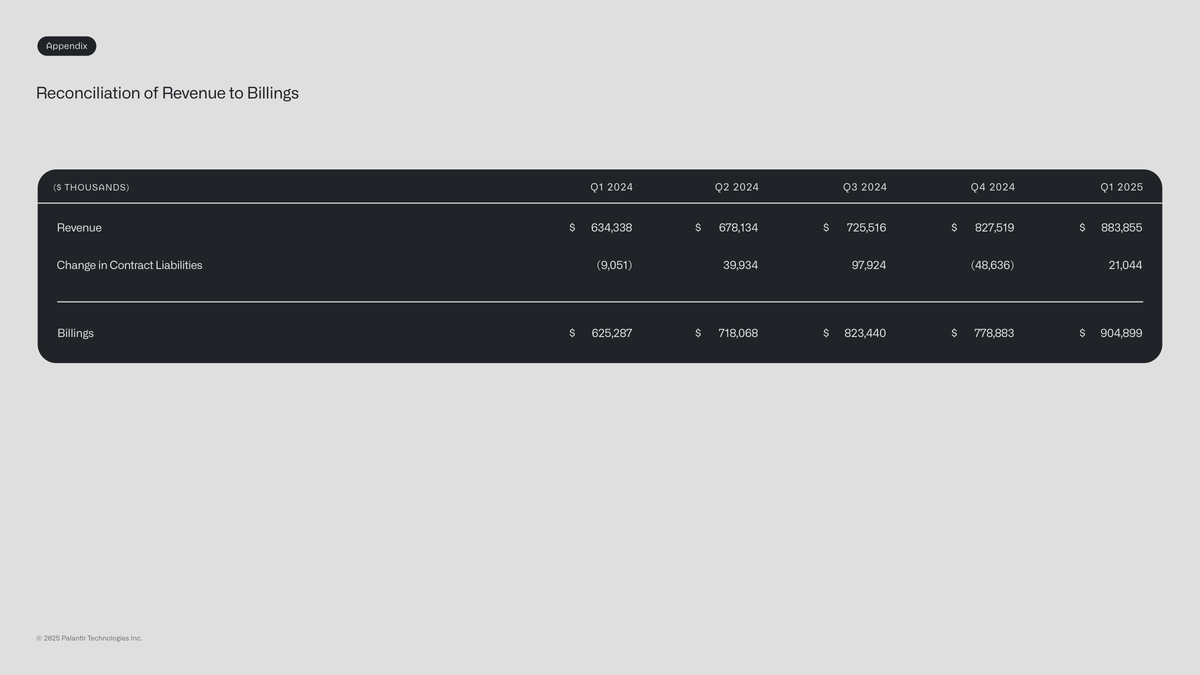 Appendix
Reconciliation of Revenue to Billings
($ THOUSANDS) Q1 2024 Q2 2024 Q3 2024 Q4 2024 Q1 2025
Revenue $ 634,338 $ 678,134 $ 725,516 $ 827,519 $ 883,855
Change in Contract Liabilities (9,051) 39,934 97,924 (48,636) 21,044
Billings $ 625,287 $ 718,068 $ 823,440 $ 778,883 $ 904,899
© 2025 Palantir Technologies Inc.